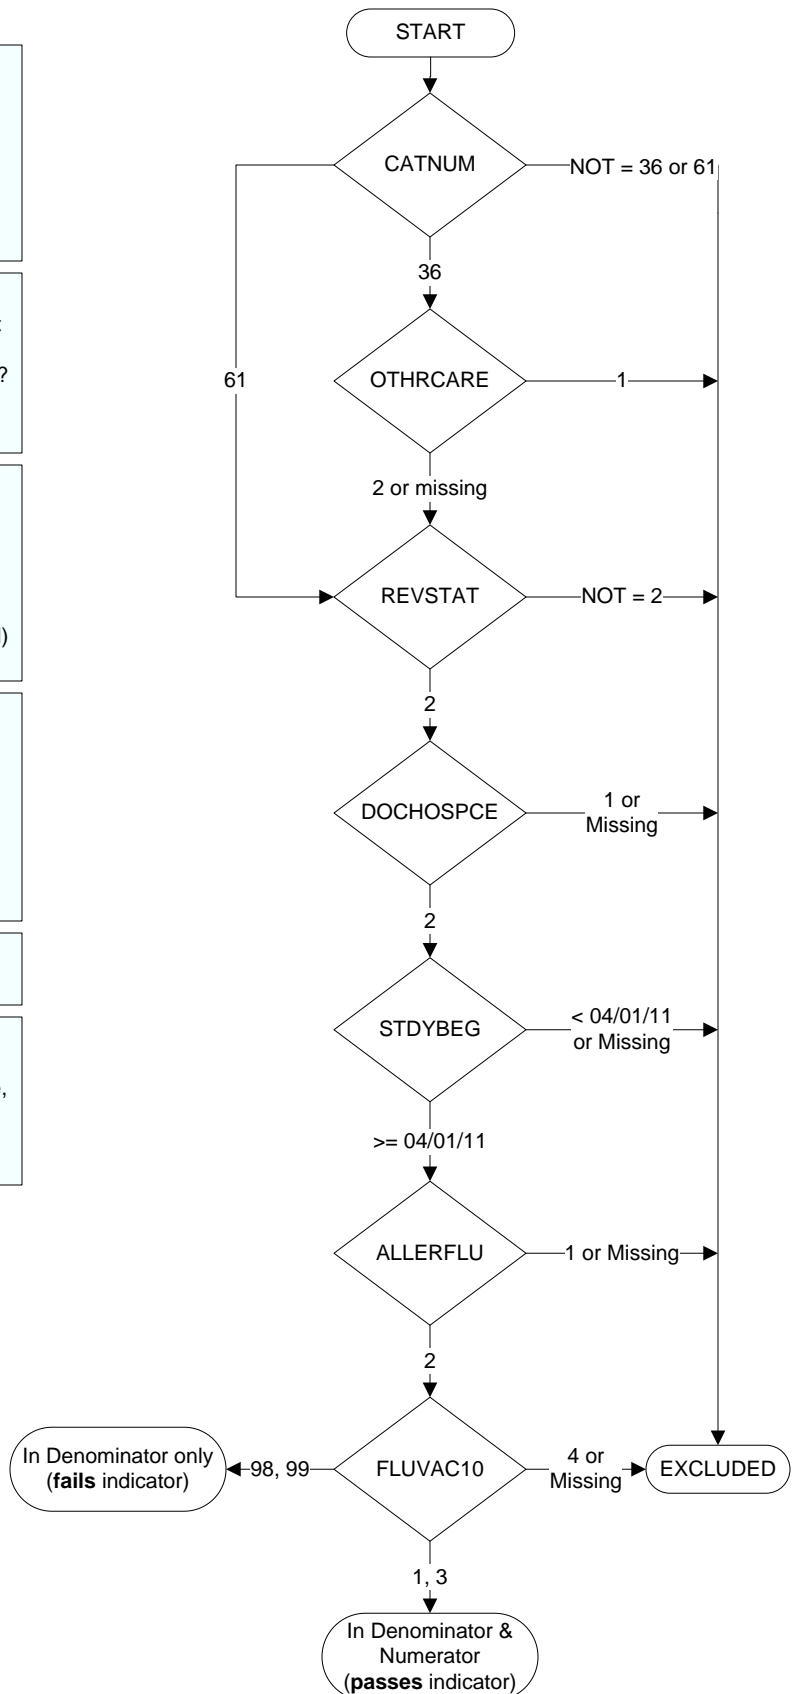 START
CATNUM
NOT = 36 or 61
36
?
OTHRCARE
1
61
2 or missing
REVSTAT
NOT = 2
)
2
DOCHOSPCE
1 or
Missing
2
STDYBEG
< 04/01/11
or Missing
,
>= 04/01/11
ALLERFLU
1 or Missing
2
In Denominator only
(fails indicator)
98, 99
FLUVAC10
4 or
Missing
EXCLUDED
1, 3
In Denominator &
Numerator
(passes indicator)